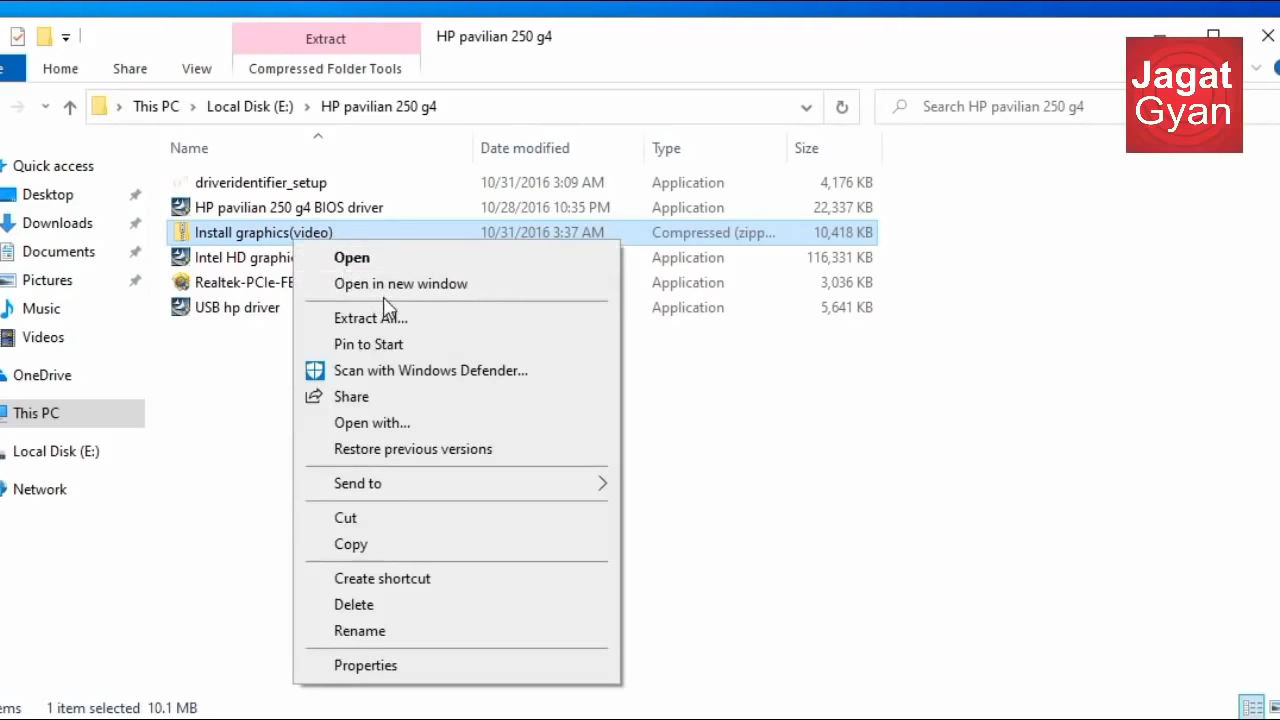 Extract
HP pavilian 250 g4
Home
Share
View
Compressed Folder Tools
Jagat
Gyan
This PC
Local Disk (E:)
HP pavilian 250 g4
Search HP pavilian 250 g4
Name
Date modified
Type
Size
Quick access
Desktop
Downloads
Documents
Pictures
Music
Videos
OneDrive
This PC
Local Disk (E:)
Network
driveridentifier_setup 10/31/2016 3:09 AM Application 4,176 KB
HP pavilian 250 g4 BIOS driver 10/28/2016 10:35 PM Application 22,337 KB
Install graphics(video) 10/31/2016 3:37 AM Compressed (zipp... 10,418 KB
Intel HD graphi Application 116,331 KB
Realtek-PCIe-FE Application 3,036 KB
USB hp driver Application 5,641 KB
Open
Open in new window
Extract All...
Pin to Start
Scan with Windows Defender...
Share
Open with...
Restore previous versions
Send to
Cut
Copy
Create shortcut
Delete
Rename
Properties
ems 1 item selected 10.1 MB